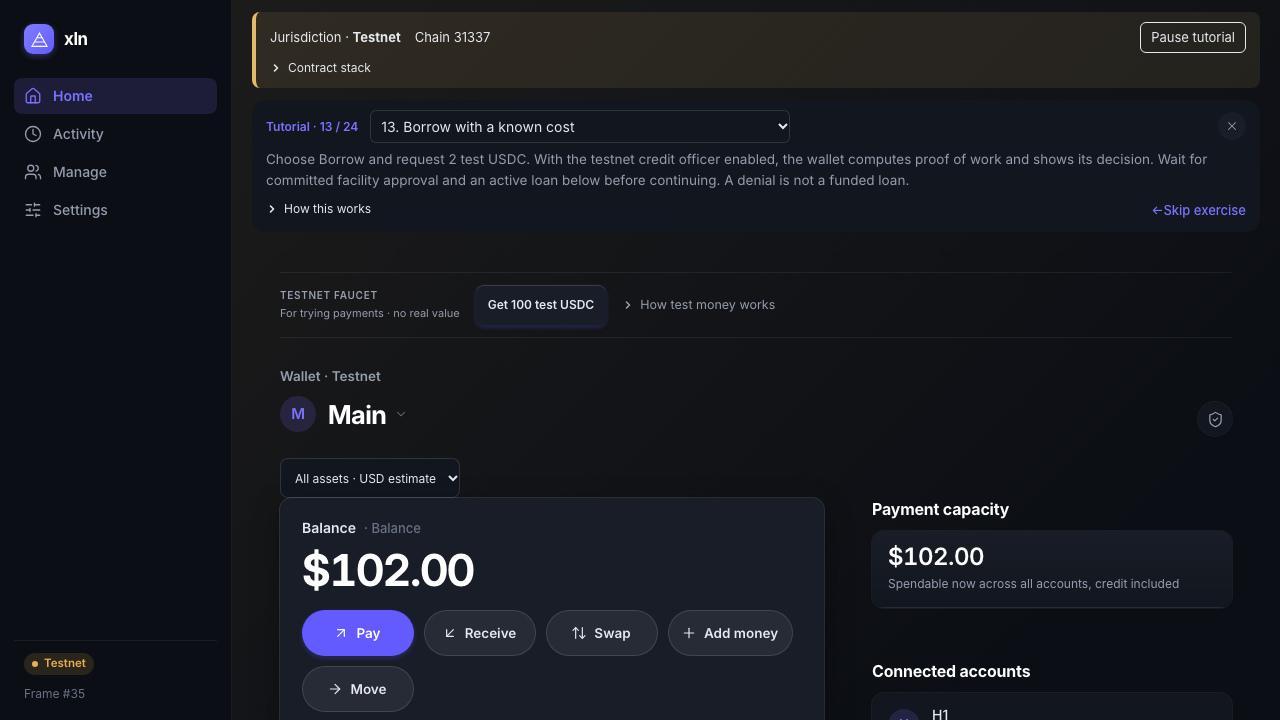 xln
Home
Activity
Manage
Settings
Testnet
Frame #35
Jurisdiction · Testnet Chain 31337
Pause tutorial
Contract stack
Tutorial · 13 / 24
13. Borrow with a known cost
Choose Borrow and request 2 test USDC. With the testnet credit officer enabled, the wallet computes proof of work and shows its decision. Wait for
committed facility approval and an active loan below before continuing. A denial is not a funded loan.
How this works
←Skip exercise
TESTNET FAUCET
For trying payments · no real value
Get 100 test USDC
How test money works
Wallet · Testnet
M
Main
All assets · USD estimate
Balance · Balance
$102.00
Pay
Receive
Swap
Add money
Move
Payment capacity
$102.00
Spendable now across all accounts, credit included
Connected accounts
H1